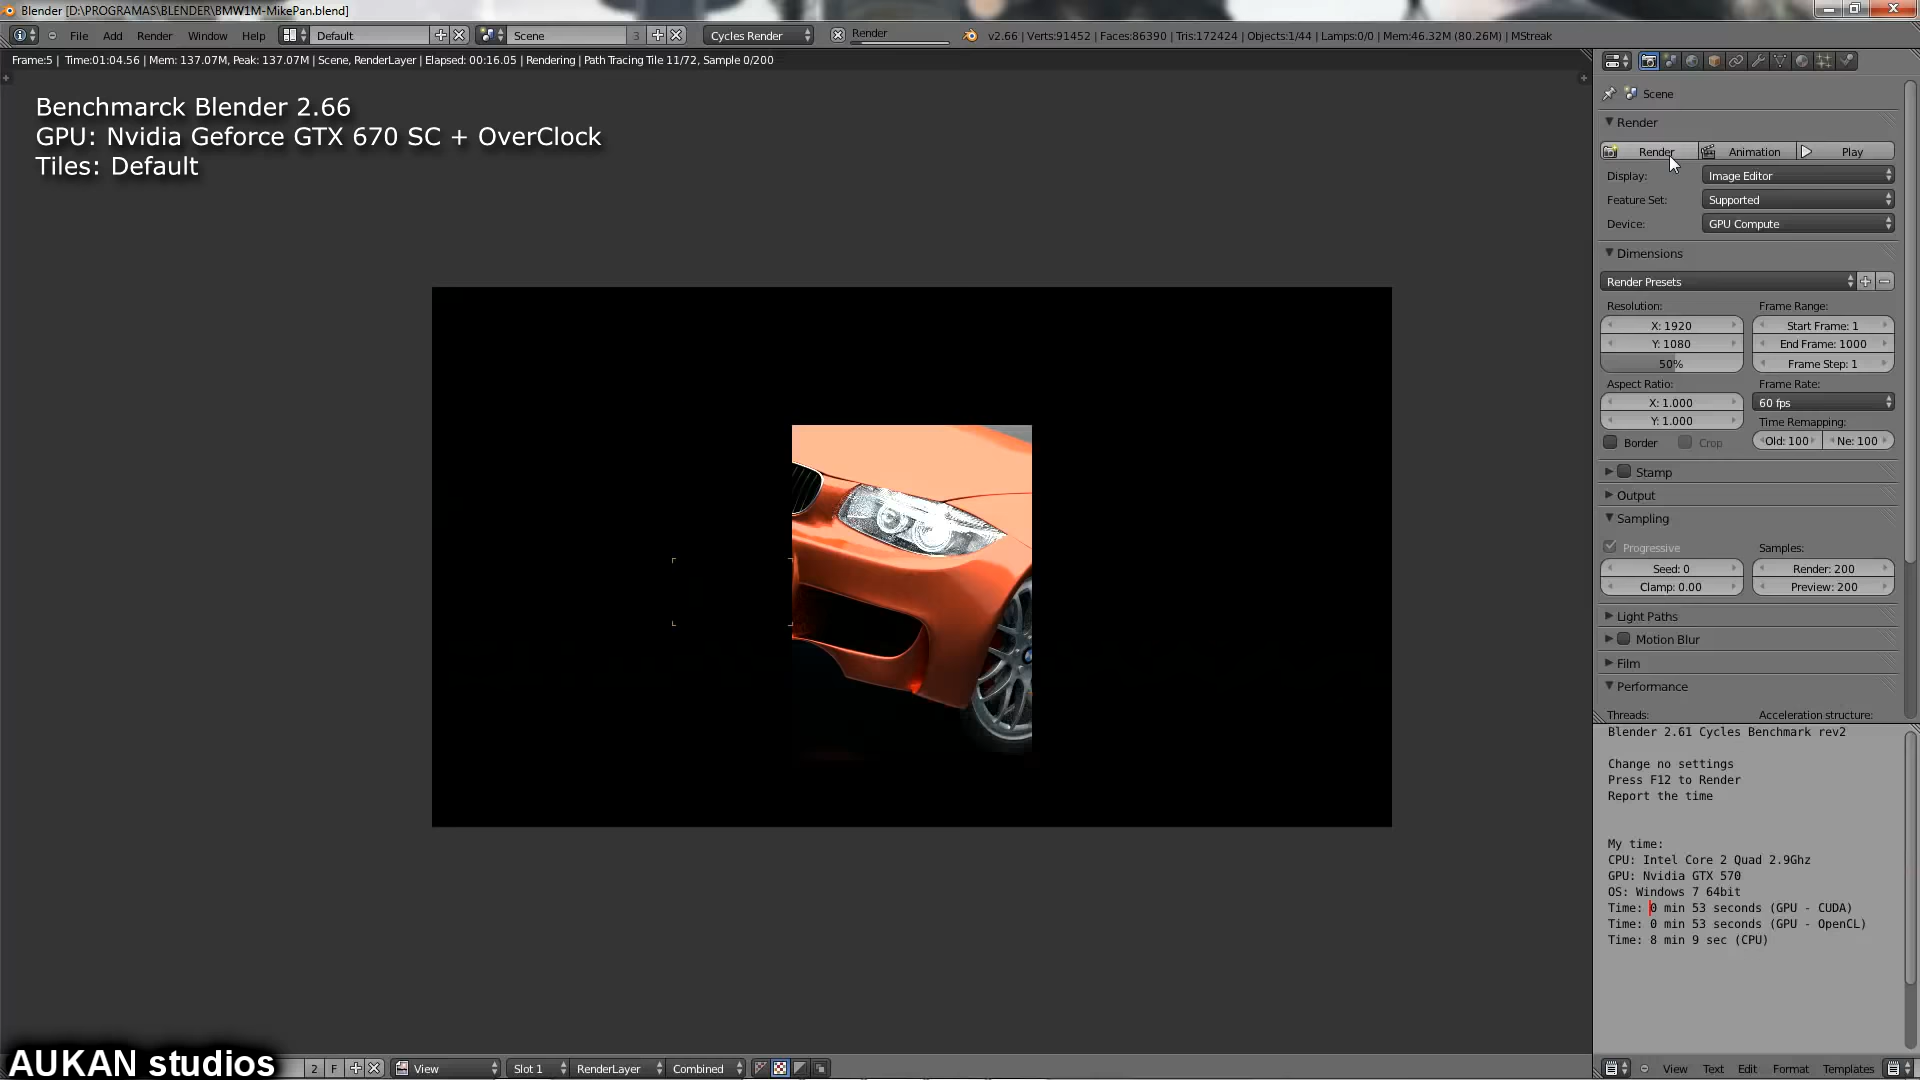 Blender [D:\PROGRAMAS\BLENDER\BMW1M-MikePan.blend]
File Add Render Window Help Default Scene 3 Cycles Render Render v2.66 | Verts:91452 | Faces:86390 | Tris:172424 | Objects:1/44 | Lamps:0/0 | Mem:46.32M (80.26M) | MStreak
Frame:5 | Time:01:04.56 | Mem: 137.07M, Peak: 137.07M | Scene, RenderLayer | Elapsed: 00:16.05 | Rendering | Path Tracing Tile 11/72, Sample 0/200
Benchmarck Blender 2.66
GPU: Nvidia Geforce GTX 670 SC + OverClock
Tiles: Default
Scene
Render
Render Animation Play
Display: Image Editor
Feature Set: Supported
Device: GPU Compute
Dimensions
Render Presets
Resolution: Frame Range:
X: 1920 Start Frame: 1
Y: 1080 End Frame: 1000
50% Frame Step: 1
Aspect Ratio: Frame Rate:
X: 1.000 60 fps
Y: 1.000 Time Remapping:
Border Crop Old: 100 Ne: 100
Stamp
Output
Sampling
Progressive Samples:
Seed: 0 Render: 200
Clamp: 0.00 Preview: 200
Light Paths
Motion Blur
Film
Performance
Threads: Acceleration structure:
Blender 2.61 Cycles Benchmark rev2
Change no settings
Press F12 to Render
Report the time
My time:
CPU: Intel Core 2 Quad 2.9Ghz
GPU: Nvidia GTX 570
OS: Windows 7 64bit
Time: 0 min 53 seconds (GPU - CUDA)
Time: 0 min 53 seconds (GPU - OpenCL)
Time: 8 min 9 sec (CPU)
AUKAN studios
2 F View Slot 1 RenderLayer Combined
View Text Edit Format Templates